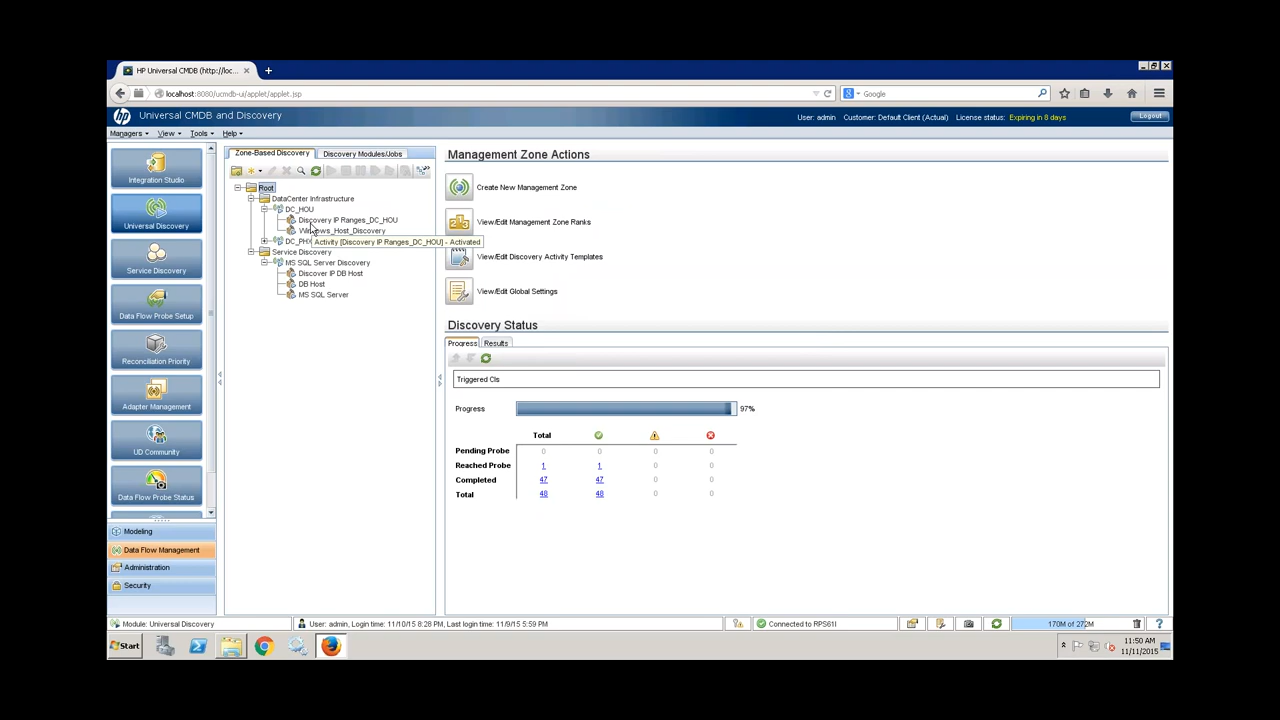 HP Universal CMDB (http://loc...
localhost:8080/ucmdb-ui/applet/applet.jsp
Google
hp
Universal CMDB and Discovery
User: admin, Customer: Default Client (Actual) License status: Expiring in 8 days
Logout
Managers View Tools Help
Integration Studio
Universal Discovery
Service Discovery
Data Flow Probe Setup
Reconciliation Priority
Adapter Management
UD Community
Data Flow Probe Status
Modeling
Data Flow Management
Administration
Security
Zone-Based Discovery Discovery Modules/Jobs
Root
DataCenter Infrastructure
DC_HOU
Discovery IP Ranges_DC_HOU
Windows_Host_Discovery
Activity [Discovery IP Ranges_DC_HOU] - Activated
Service Discovery
MS SQL Server Discovery
Discover IP DB Host
DB Host
MS SQL Server
Management Zone Actions
Create New Management Zone
View/Edit Management Zone Ranks
View/Edit Discovery Activity Templates
View/Edit Global Settings
Discovery Status
Progress Results
Triggered CIs
Progress 97%
Total
Pending Probe 0 0 0 0
Reached Probe 1 1 0 0
Completed 47 47 0 0
Total 48 48 0 0
Module: Universal Discovery
User: admin, Login time: 11/10/15 8:28 PM, Last login time: 11/9/15 5:59 PM
Connected to RPS61I
170M of 272M
Start
11:50 AM
11/11/2015